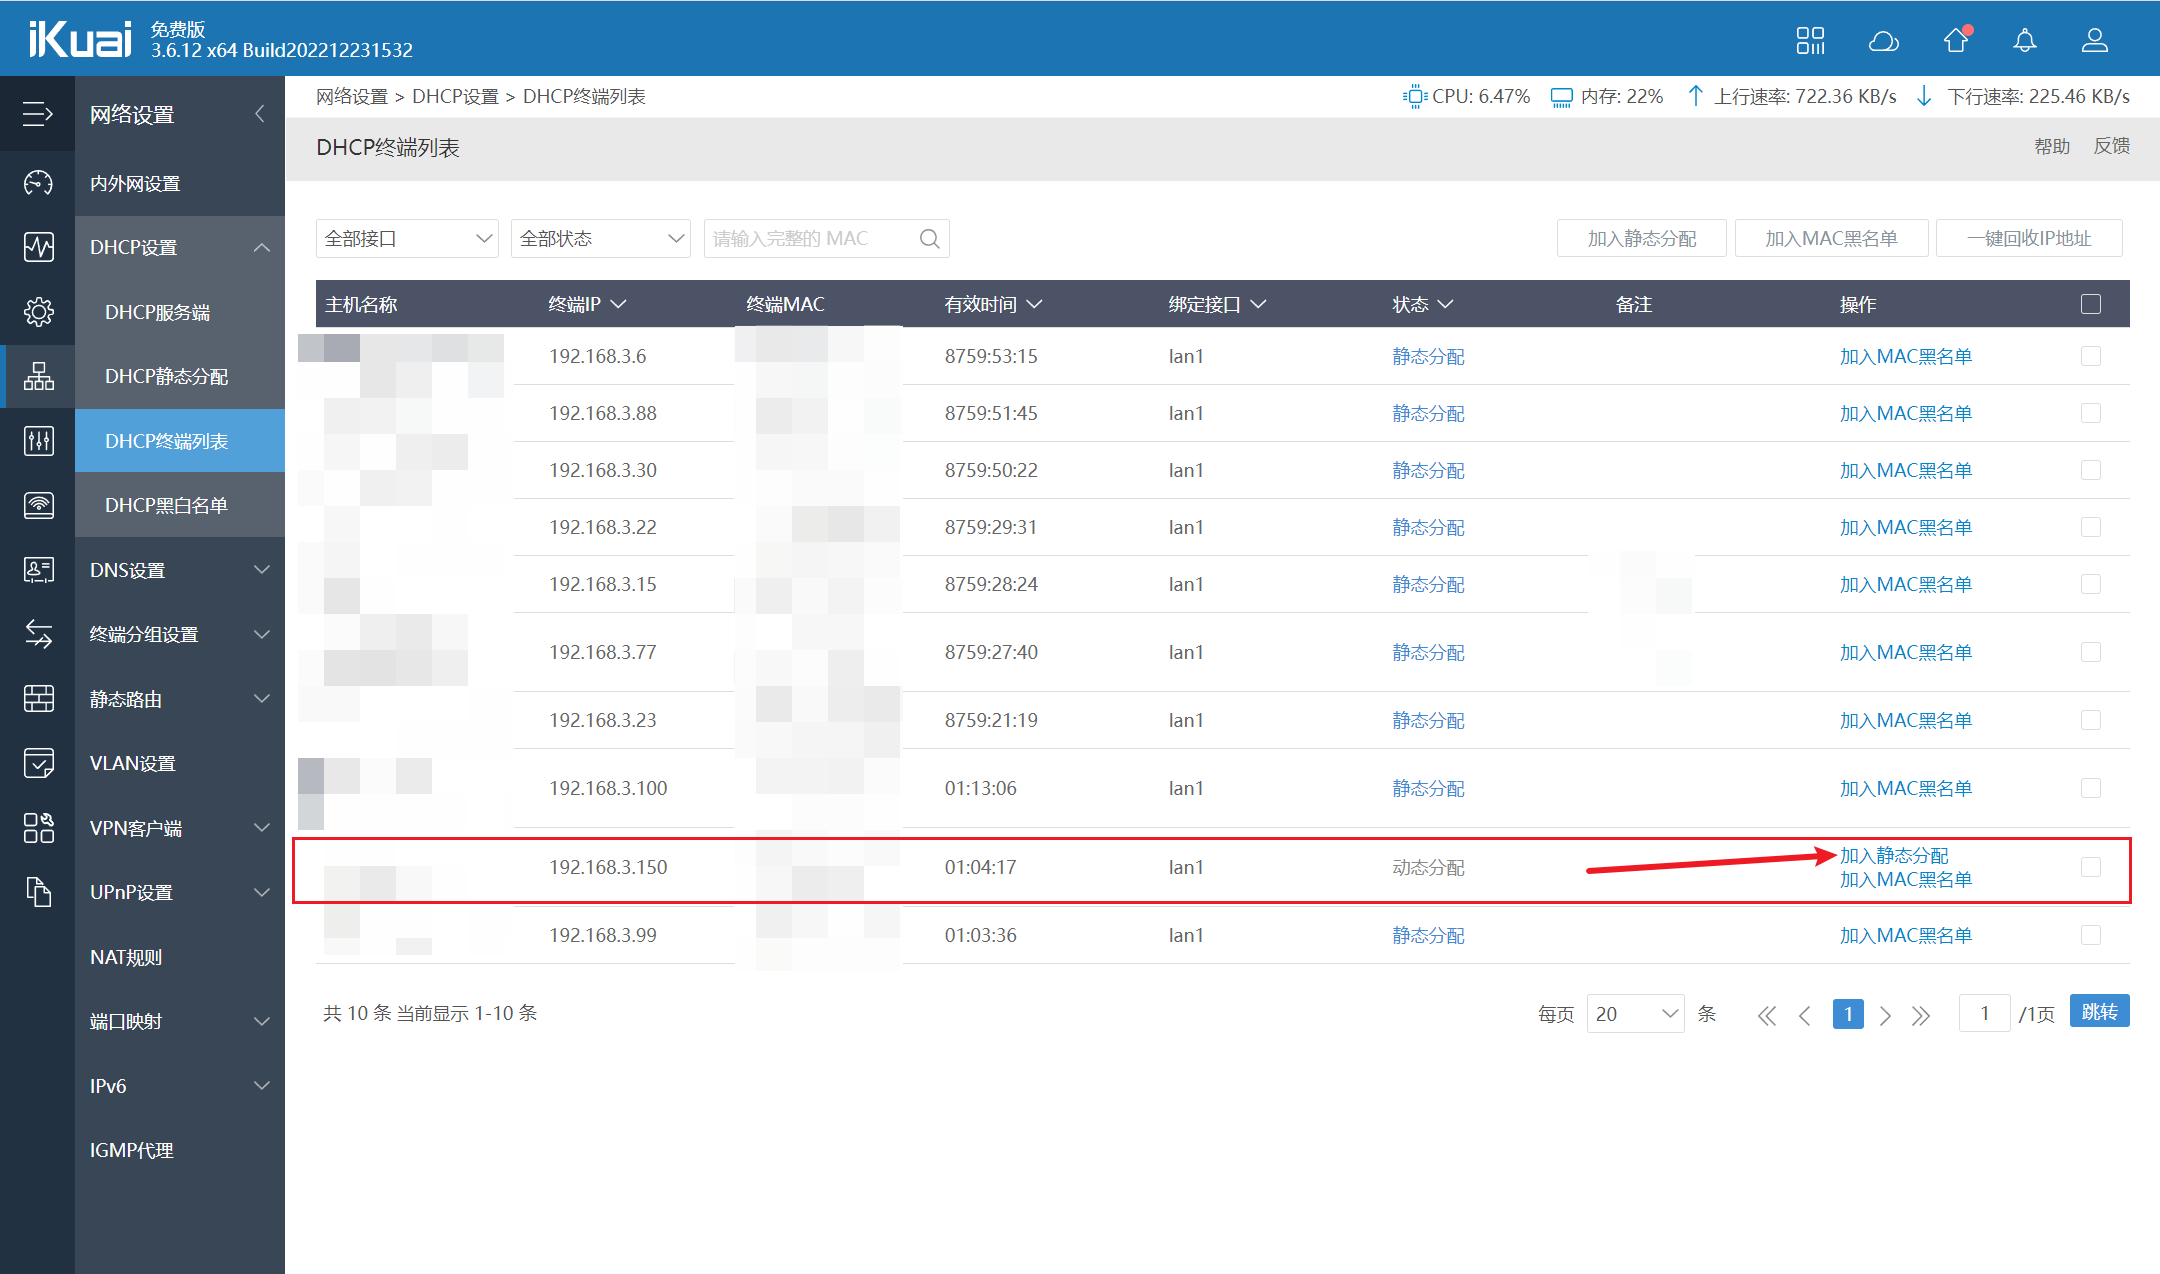 iKuai
免费版
3.6.12 x64 Build202212231532
网络设置 > DHCP设置 > DHCP终端列表
CPU: 6.47% 内存: 22% 上行速率: 722.36 KB/s 下行速率: 225.46 KB/s
DHCP终端列表
帮助 反馈
网络设置
内外网设置
DHCP设置
DHCP服务端
DHCP静态分配
DHCP终端列表
DHCP黑白名单
DNS设置
终端分组设置
静态路由
VLAN设置
VPN客户端
UPnP设置
NAT规则
端口映射
IPv6
IGMP代理
全部接口 全部状态 请输入完整的 MAC 加入静态分配 加入MAC黑名单 一键回收IP地址
主机名称 终端IP 终端MAC 有效时间 绑定接口 状态 备注 操作
192.168.3.6 8759:53:15 lan1 静态分配 加入MAC黑名单
192.168.3.88 8759:51:45 lan1 静态分配 加入MAC黑名单
192.168.3.30 8759:50:22 lan1 静态分配 加入MAC黑名单
192.168.3.22 8759:29:31 lan1 静态分配 加入MAC黑名单
192.168.3.15 8759:28:24 lan1 静态分配 加入MAC黑名单
192.168.3.77 8759:27:40 lan1 静态分配 加入MAC黑名单
192.168.3.23 8759:21:19 lan1 静态分配 加入MAC黑名单
192.168.3.100 01:13:06 lan1 静态分配 加入MAC黑名单
192.168.3.150 01:04:17 lan1 动态分配 加入静态分配
加入MAC黑名单
192.168.3.99 01:03:36 lan1 静态分配 加入MAC黑名单
共 10 条 当前显示 1-10 条
每页 20 条 1 1 /1页 跳转